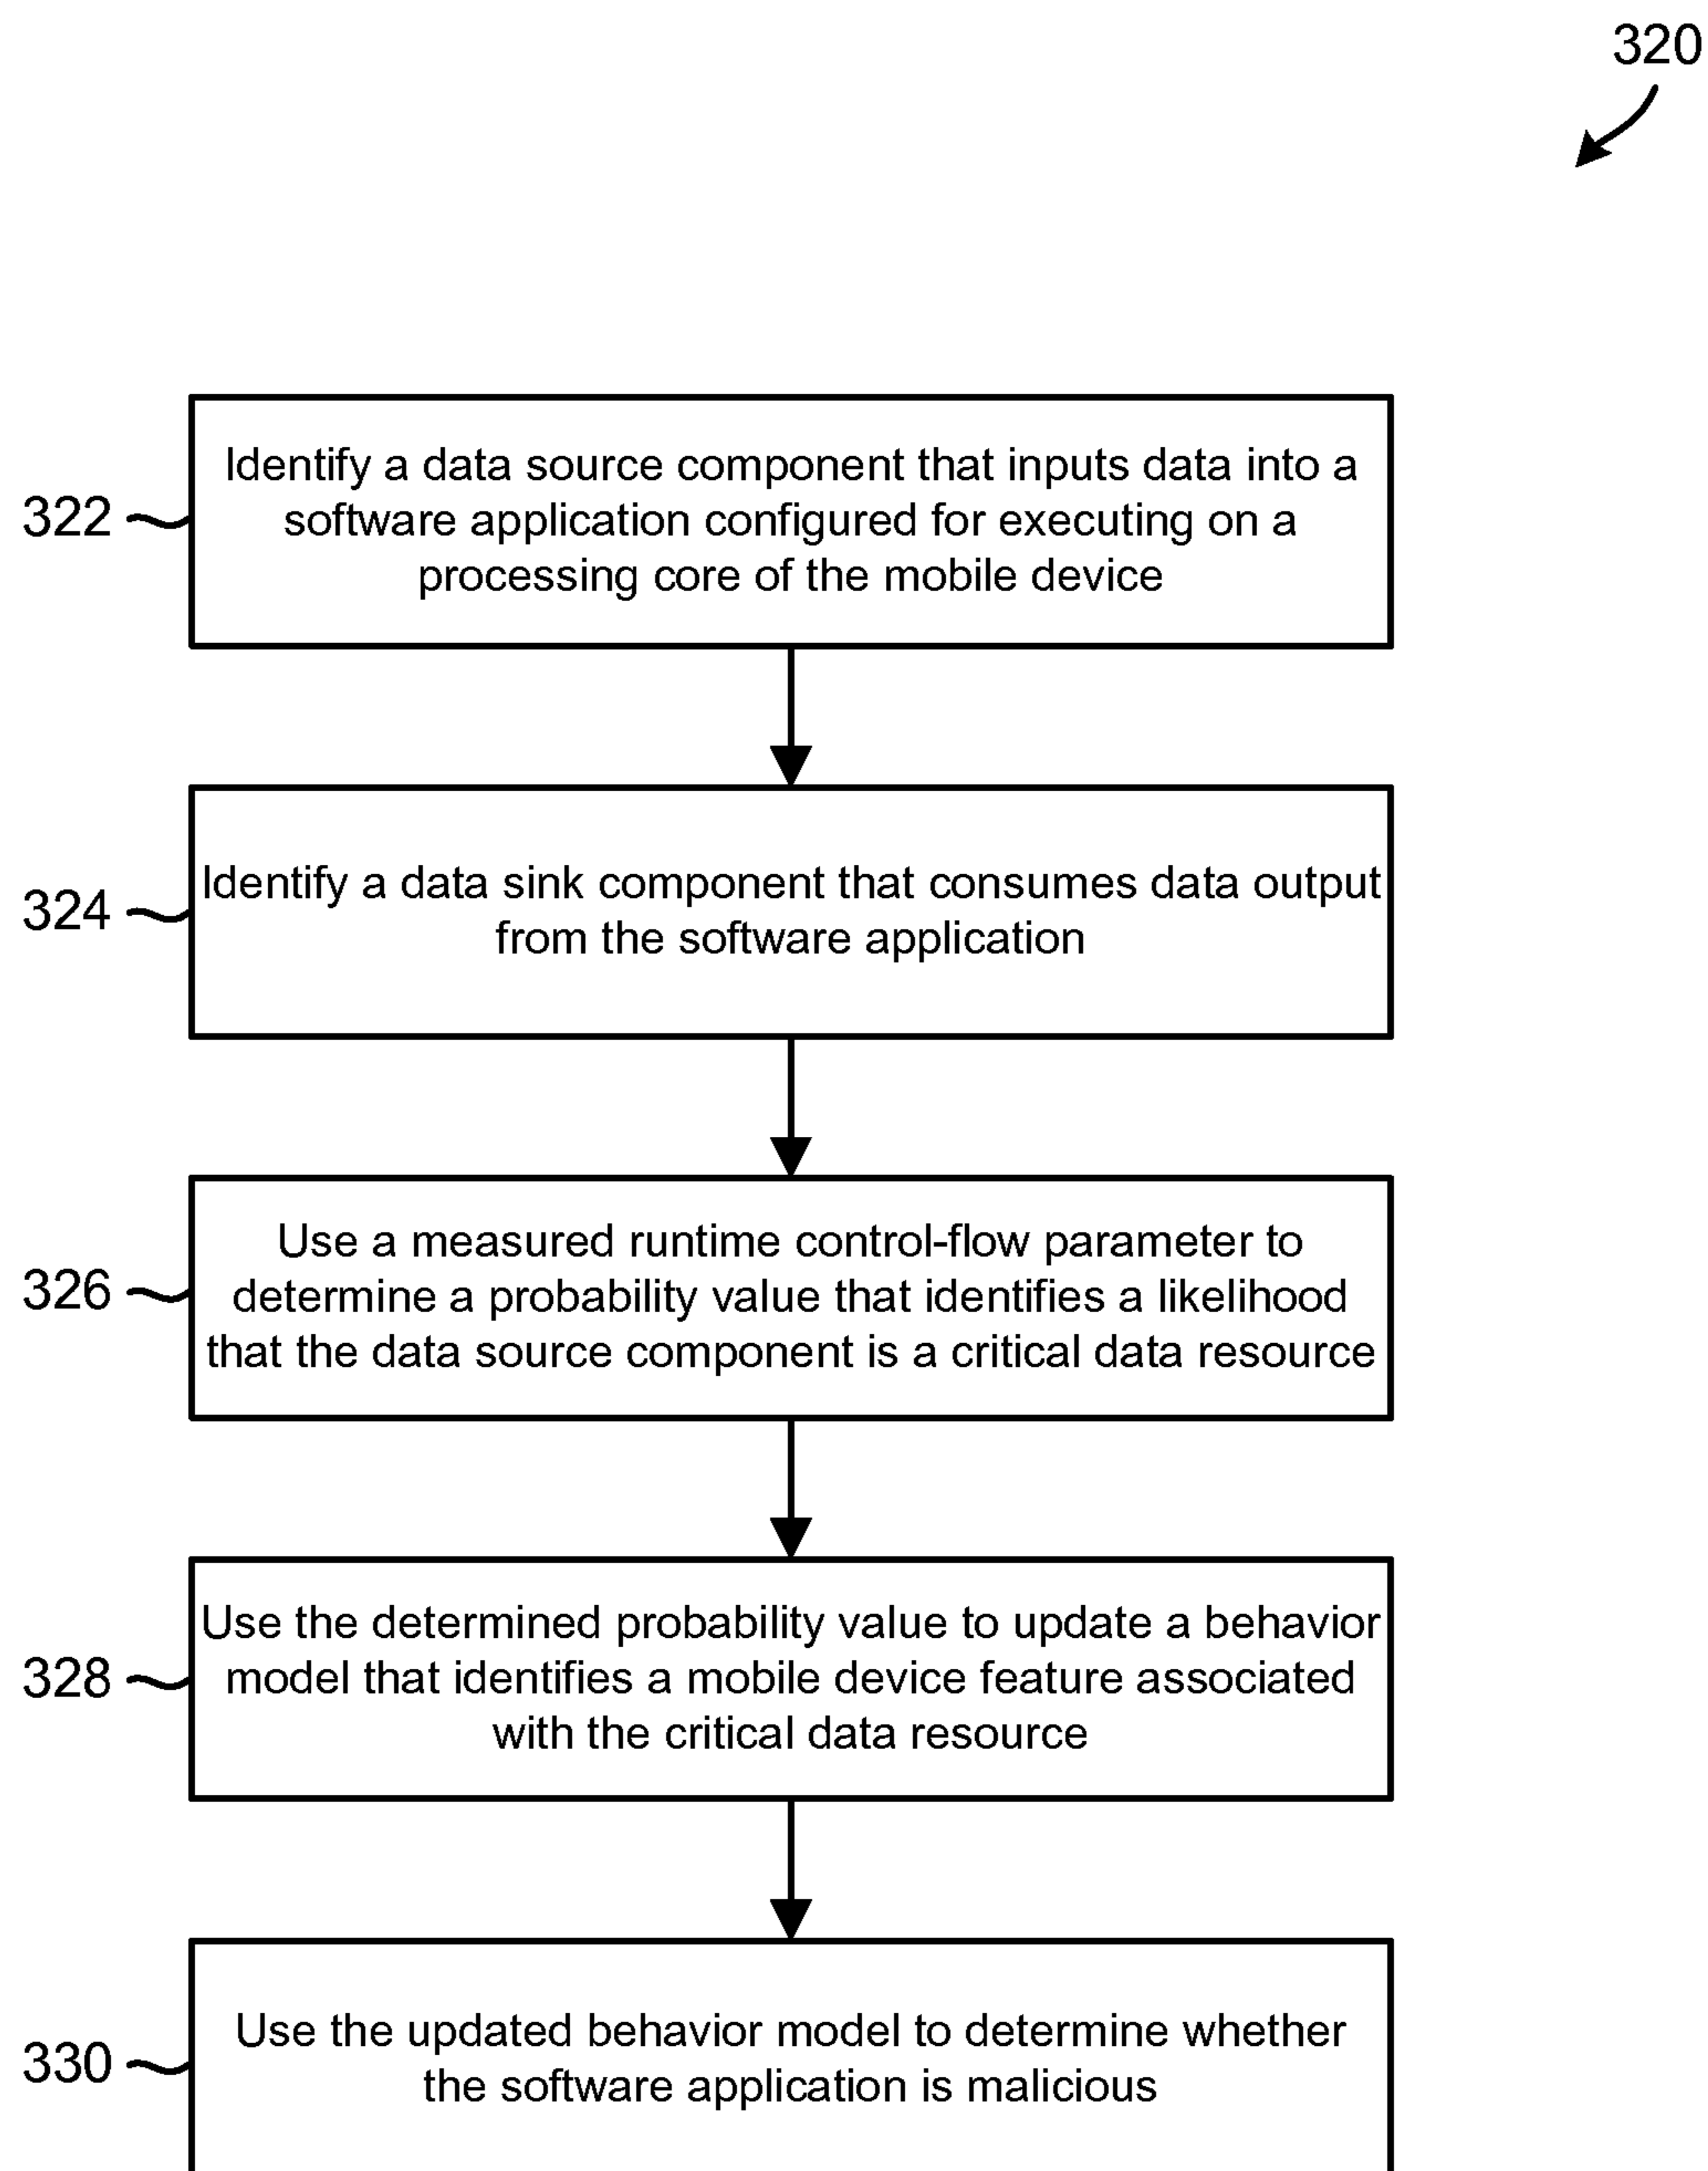 320
322
Identify a data source component that inputs data into a
software application configured for executing on a
processing core of the mobile device
324
Identify a data sink component that consumes data output
from the software application
326
Use a measured runtime control-flow parameter to
determine a probability value that identifies a likelihood
that the data source component is a critical data resource
328
Use the determined probability value to update a behavior
model that identifies a mobile device feature associated
with the critical data resource
330
Use the updated behavior model to determine whether
the software application is malicious